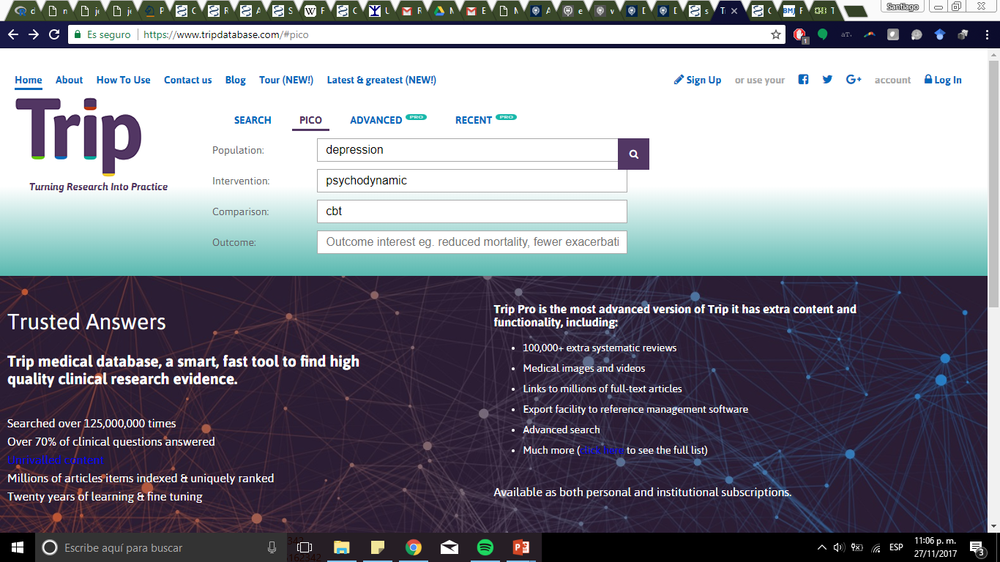 Santiago
Es seguro
https://www.tripdatabase.com/#pico
Home About How To Use Contact us Blog Tour (NEW!) Latest & greatest (NEW!)
Sign Up or use your account Log In
Trip
Turning Research Into Practice
SEARCH PICO ADVANCED PRO RECENT PRO
Population: depression
Intervention: psychodynamic
Comparison: cbt
Outcome: Outcome interest eg. reduced mortality, fewer exacerbati
Trusted Answers
Trip medical database, a smart, fast tool to find high
quality clinical research evidence.
Searched over 125,000,000 times
Over 70% of clinical questions answered
Unrivalled content
Millions of articles items indexed & uniquely ranked
Twenty years of learning & fine tuning
Trip Pro is the most advanced version of Trip it has extra content and
functionality, including:
• 100,000+ extra systematic reviews
• Medical images and videos
• Links to millions of full-text articles
• Export facility to reference management software
• Advanced search
• Much more (click here to see the full list)
Available as both personal and institutional subscriptions.
Escribe aquí para buscar
ESP
11:06 p. m.
27/11/2017
3